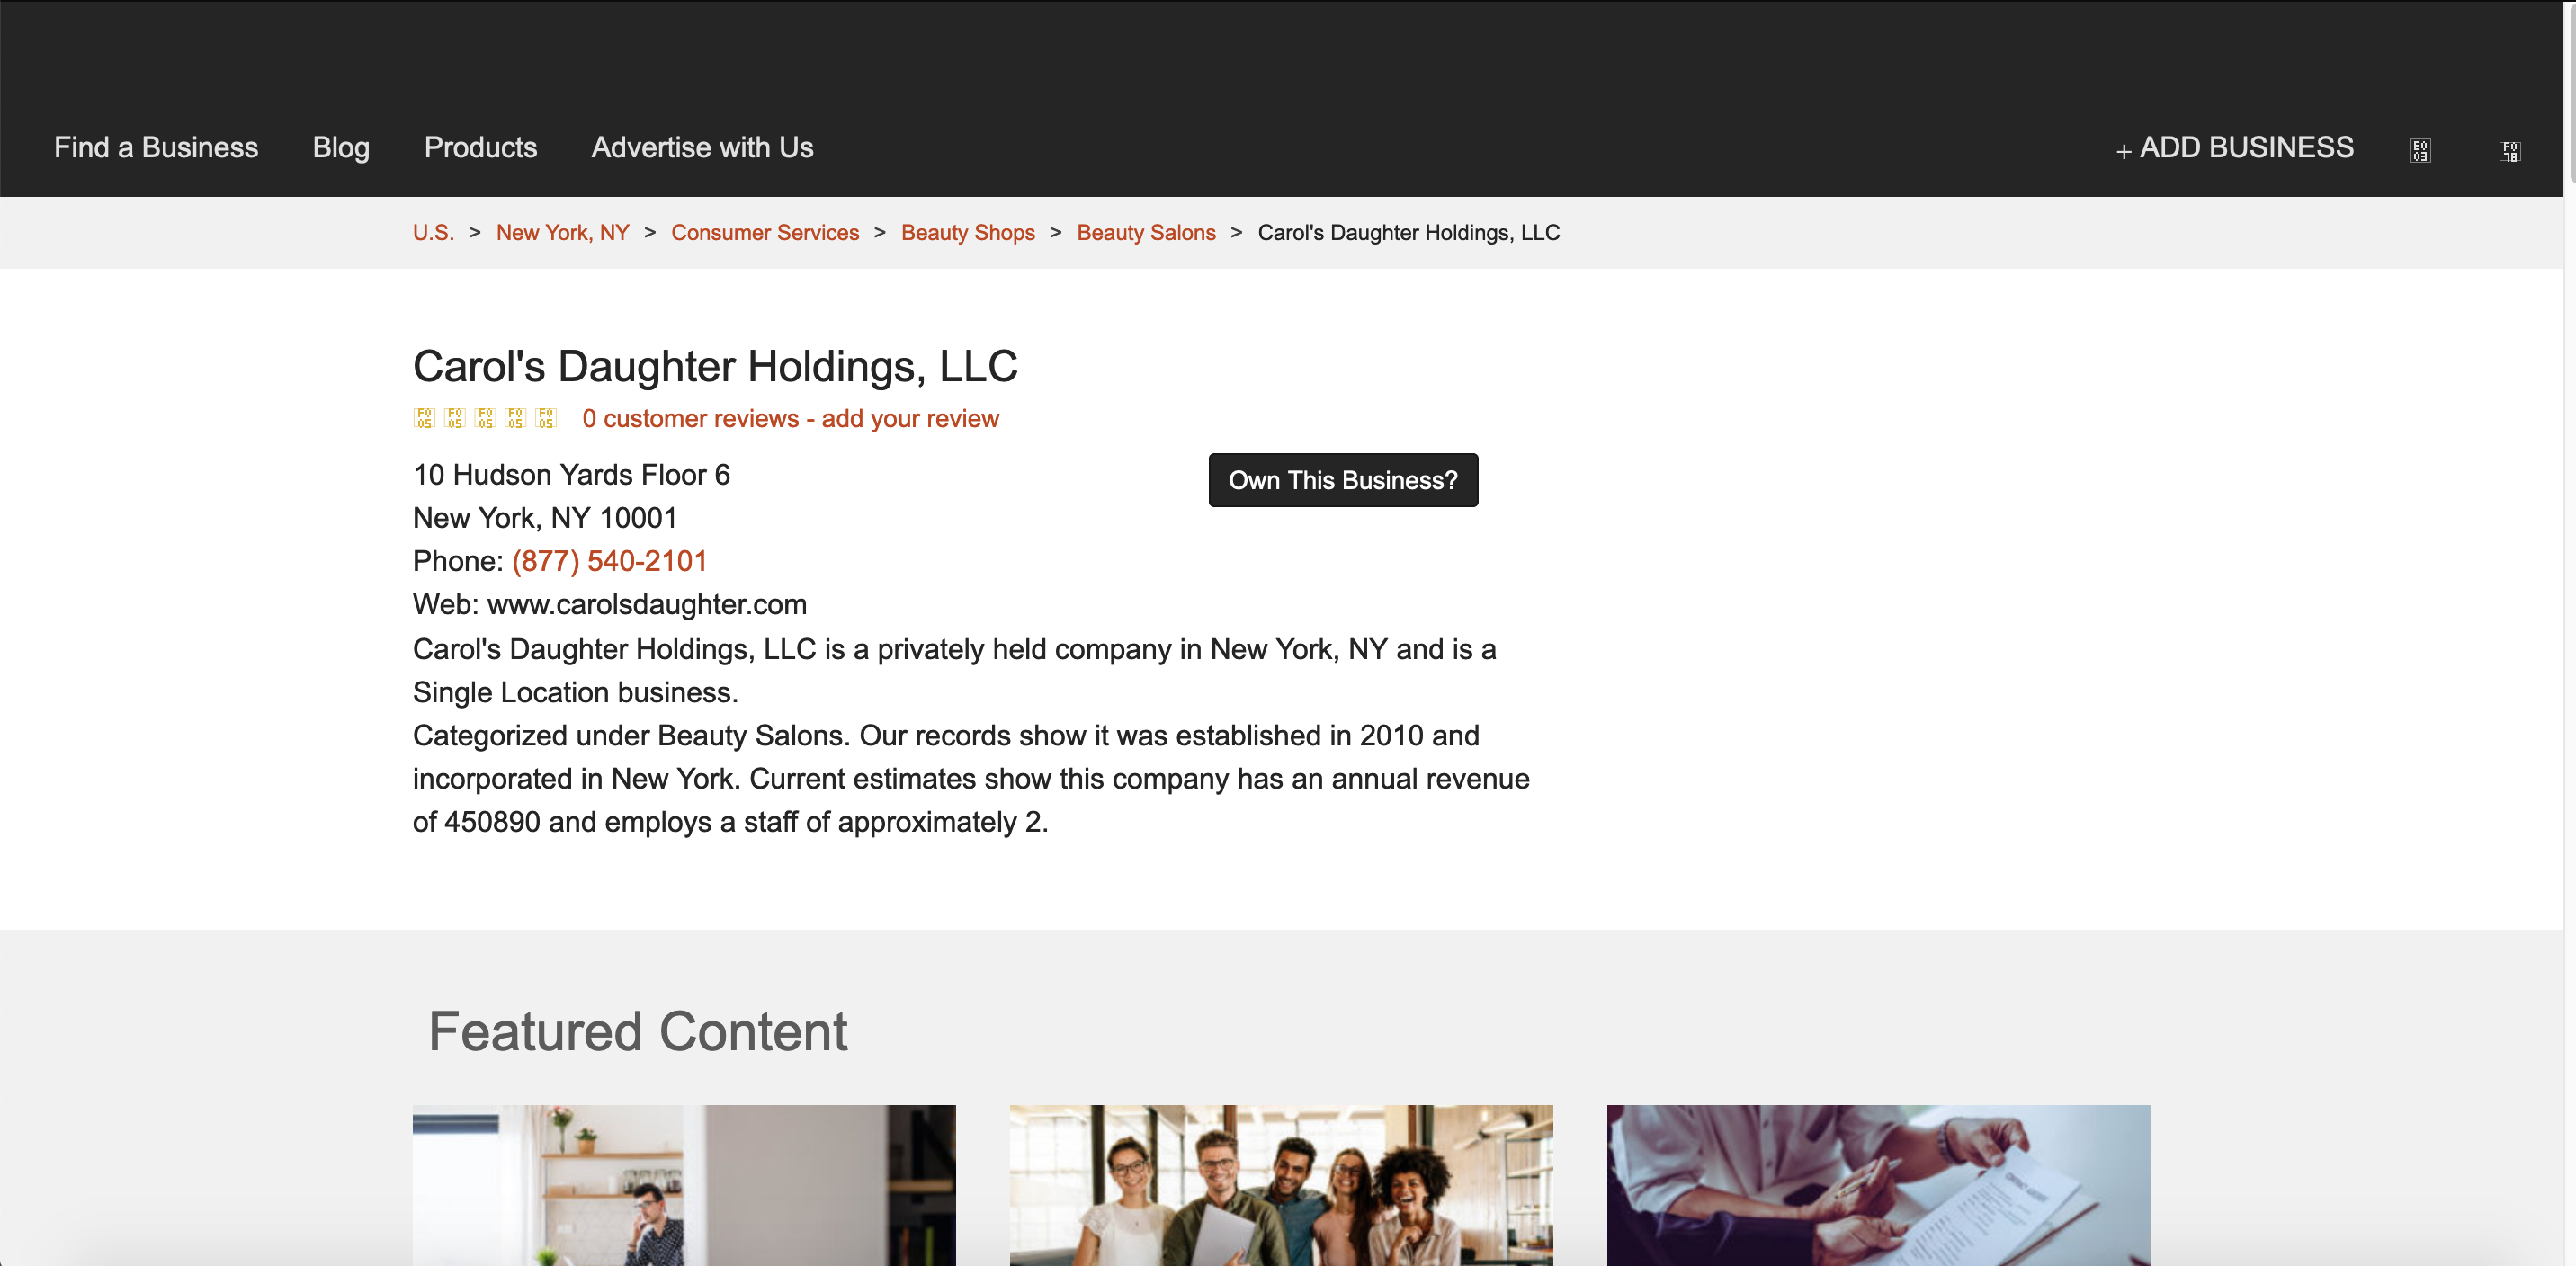 Find a Business Blog Products Advertise with Us + ADD BUSINESS
U.S. > New York, NY > Consumer Services > Beauty Shops > Beauty Salons > Carol's Daughter Holdings, LLC
Carol's Daughter Holdings, LLC
0 customer reviews - add your review
10 Hudson Yards Floor 6
Own This Business?
New York, NY 10001
Phone: (877) 540-2101
Web: www.carolsdaughter.com
Carol's Daughter Holdings, LLC is a privately held company in New York, NY and is a
Single Location business.
Categorized under Beauty Salons. Our records show it was established in 2010 and
incorporated in New York. Current estimates show this company has an annual revenue
of 450890 and employs a staff of approximately 2.
Featured Content